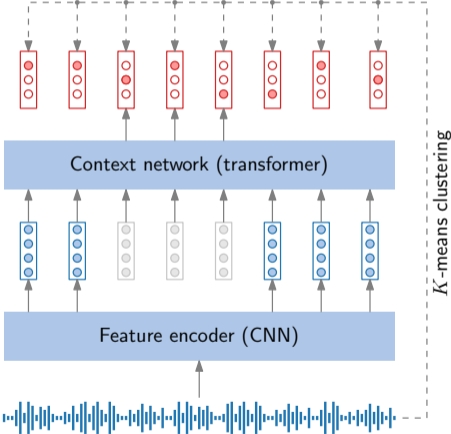 Context network (transformer)
K-means clustering
Feature encoder (CNN)